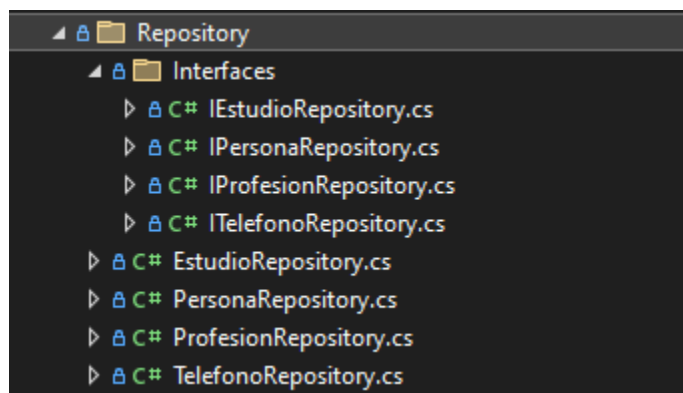 Repository
Interfaces
C# IEstudioRepository.cs
C# IPersonaRepository.cs
C# IProfesionRepository.cs
C# ITelefonoRepository.cs
C# EstudioRepository.cs
C# PersonaRepository.cs
C# ProfesionRepository.cs
C# TelefonoRepository.cs